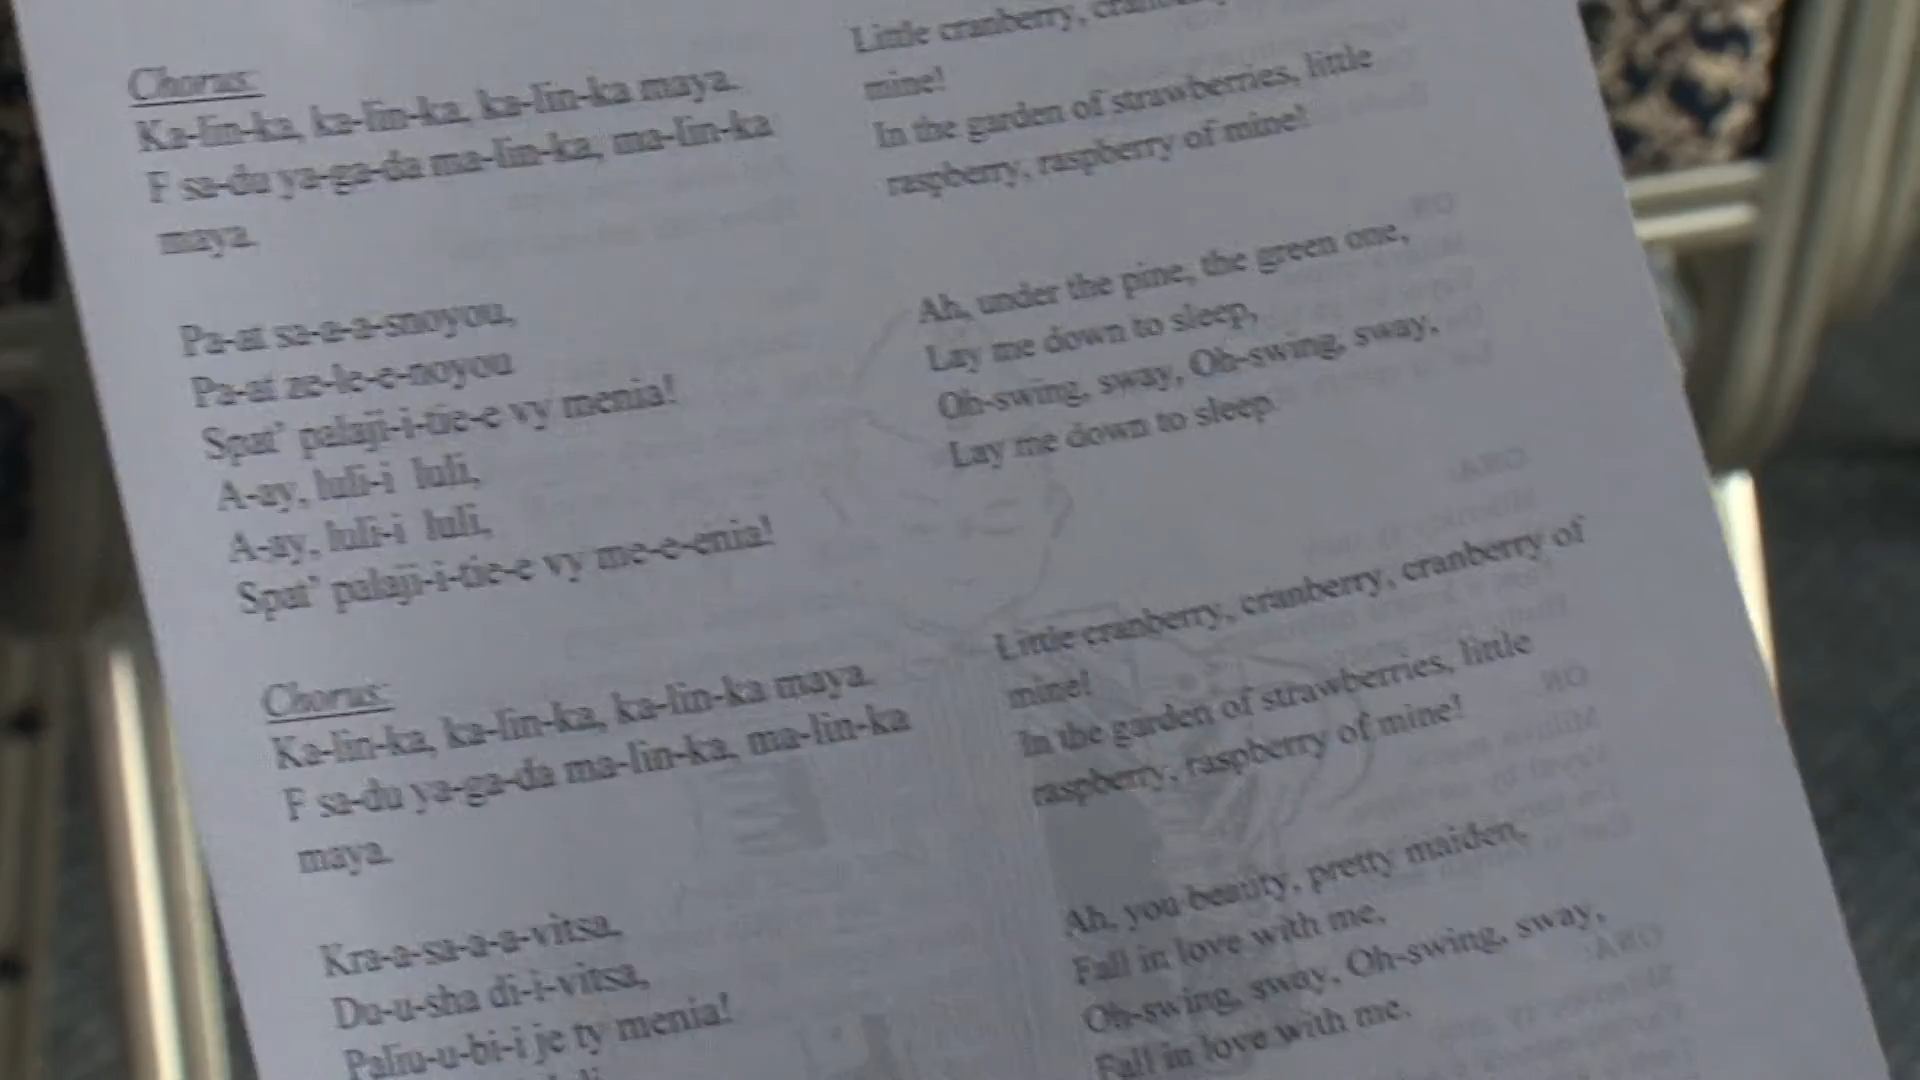 Chorus:
Ka-lin-ka, ka-lin-ka, ka-lin-ka maya.
F sa-du ya-ga-da ma-lin-ka, ma-lin-ka
maya.
Pa-at sa-a-a-snoyou,
Pa-at ze-le-e-noyou
Spat' palaji-i-tie-e vy menia!
A-ay, luli-i luli,
A-ay, luli-i luli,
Spat' palaji-i-tie-e vy me-e-enia!
Chorus:
Ka-lin-ka, ka-lin-ka, ka-lin-ka maya.
F sa-du ya-ga-da ma-lin-ka, ma-lin-ka
maya.
Kra-a-sa-a-a-vitsa,
Du-u-sha di-i-vitsa,
Paliu-u-bi-i je ty menia!
Little cranberry,
mine!
In the garden of strawberries, little
raspberry, raspberry of mine!
Ah, under the pine, the green one,
Lay me down to sleep,
Oh-swing, sway, Oh-swing, sway,
Lay me down to sleep.
Little cranberry, cranberry, cranberry of
mine!
In the garden of strawberries, little
raspberry, raspberry of mine!
Ah, you beauty, pretty maiden,
Fall in love with me,
Oh-swing, sway, Oh-swing, sway,
Fall in love with me.